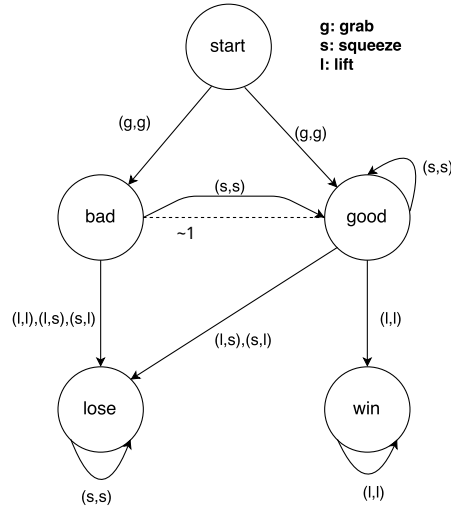 start
g: grab
s: squeeze
l: lift
(g,g)
(g,g)
(s,s)
(s,s)
bad
good
~1
(l,l),(l,s),(s,l)
(l,s),(s,l)
(l,l)
lose
win
(s,s)
(l,l)